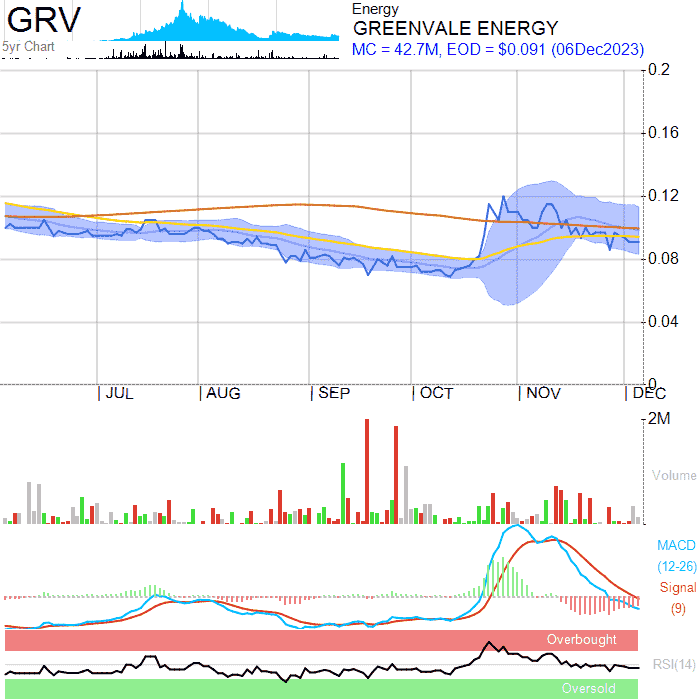 GRV
5yr Chart
Energy
GREENVALE ENERGY
MC = 42.7M, EOD = $0.091 (06Dec2023)
0.2
0.16
0.12
0.08
0.04
0
JUL AUG SEP OCT NOV DEC
2M
Volume
MACD
(12-26)
Signal
(9)
Overbought
RSI(14)
Oversold